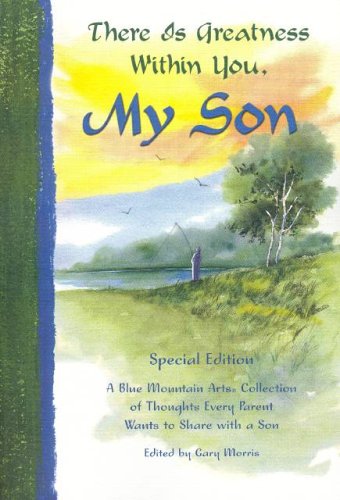 There Is Greatness
Within You,
My Son
Special Edition
A Blue Mountain Arts® Collection
of Thoughts Every Parent
Wants to Share with a Son
Edited by Gary Morris